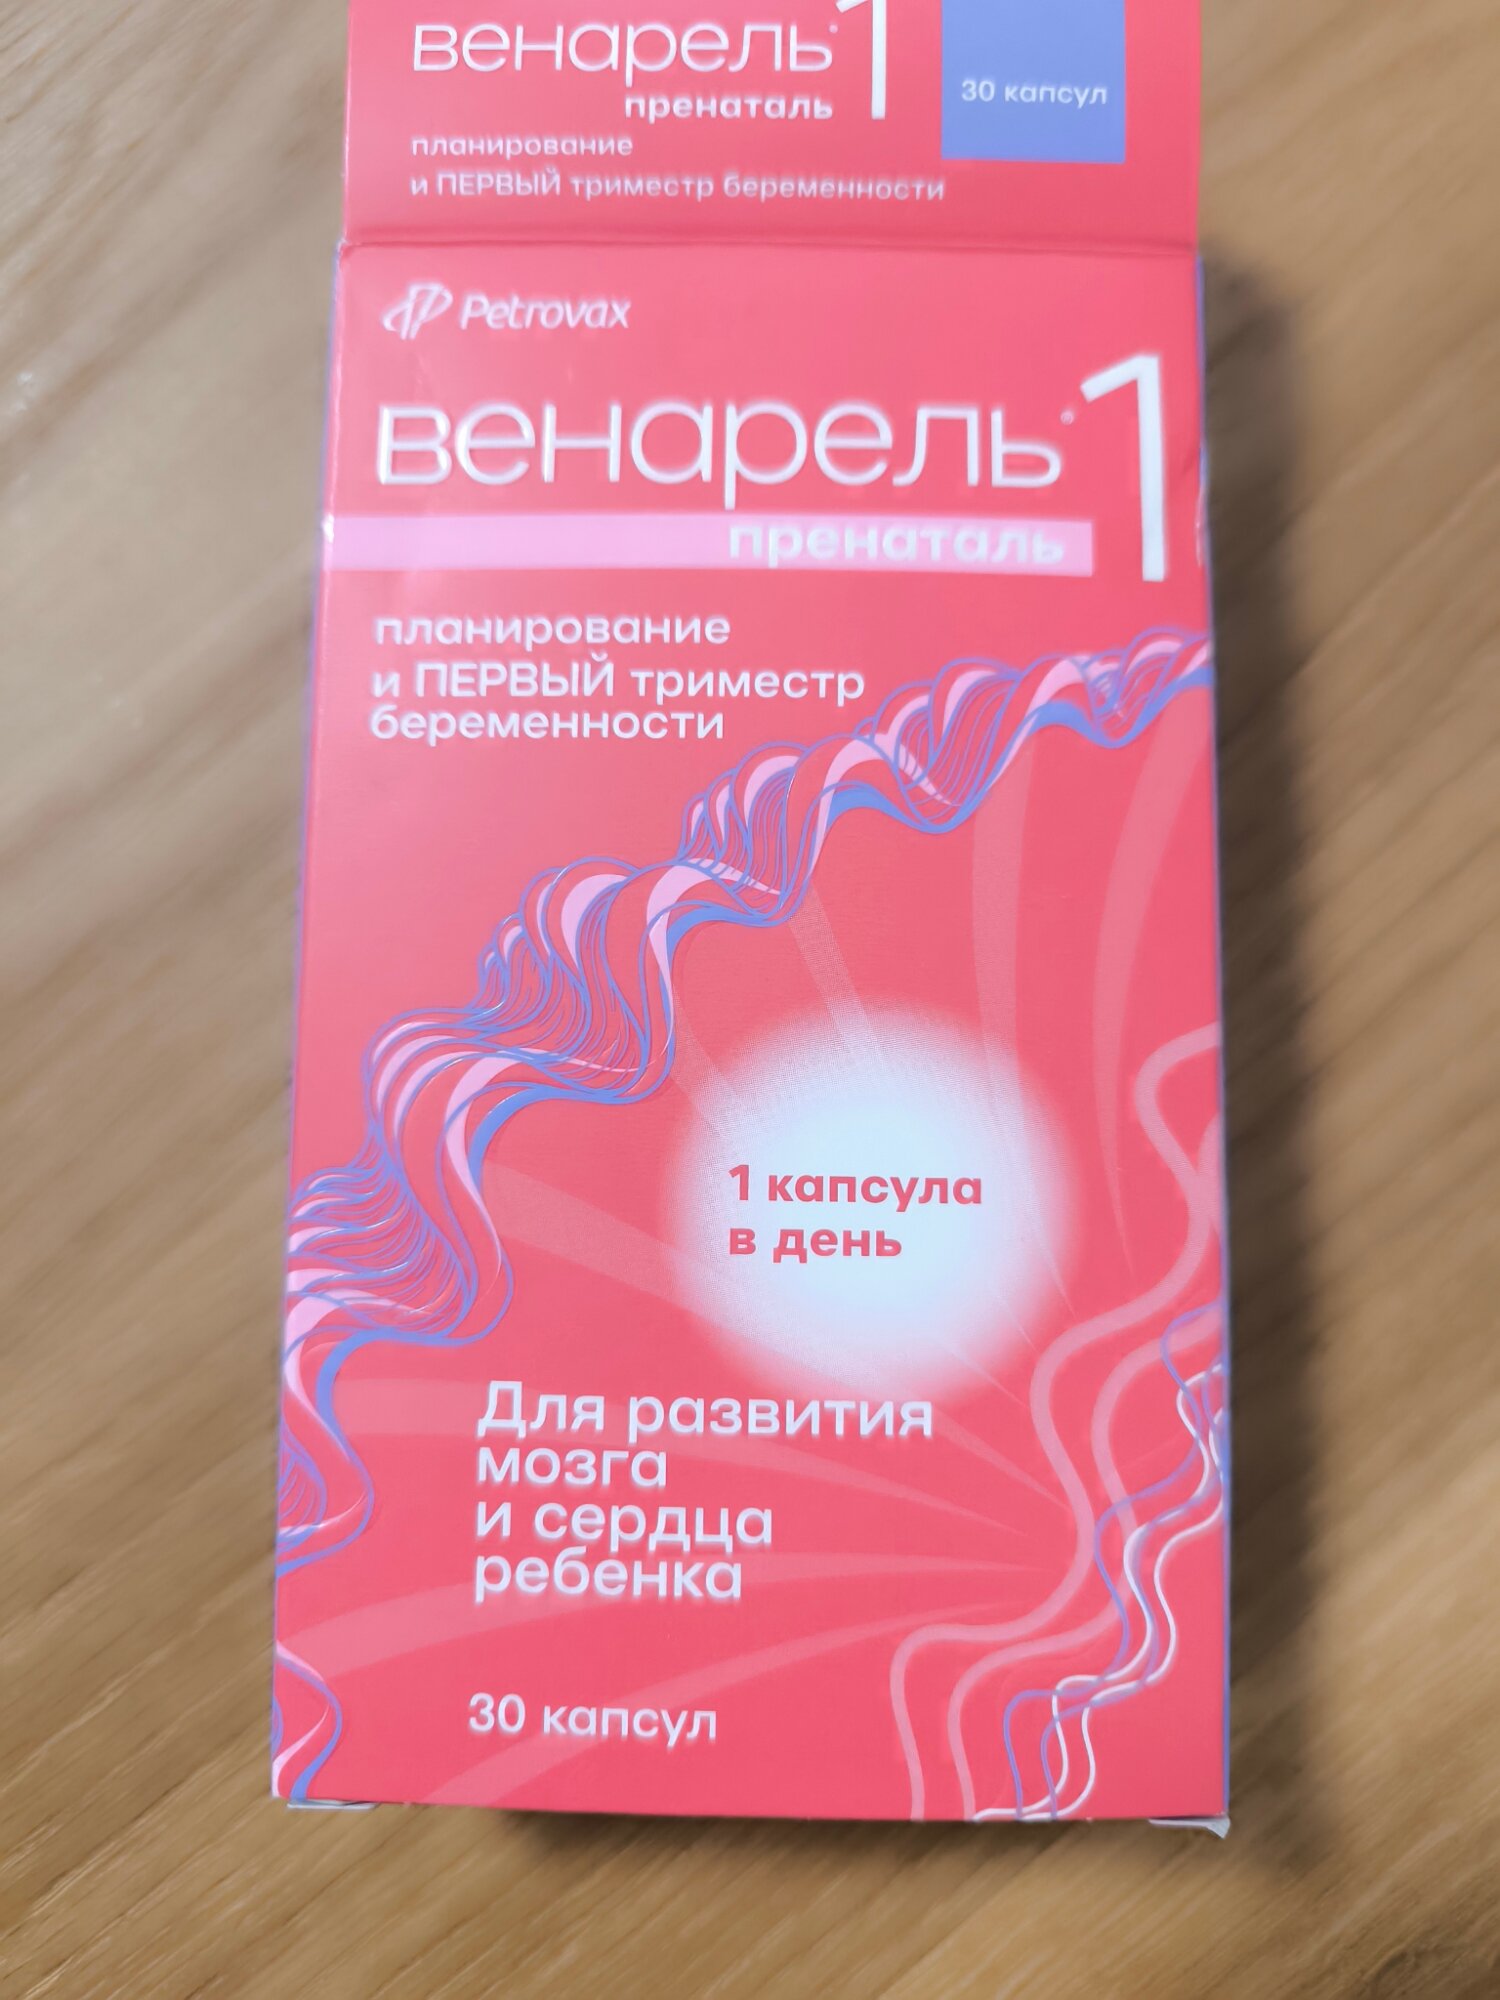 венарель® 1
пренаталь
30 капсул
планирование
и ПЕРВЫЙ триместр беременности
Petrovax
венарель® 1
пренаталь
планирование
и ПЕРВЫЙ триместр
беременности
1 капсула
в день
Для развития
мозга
и сердца
ребенка
30 капсул